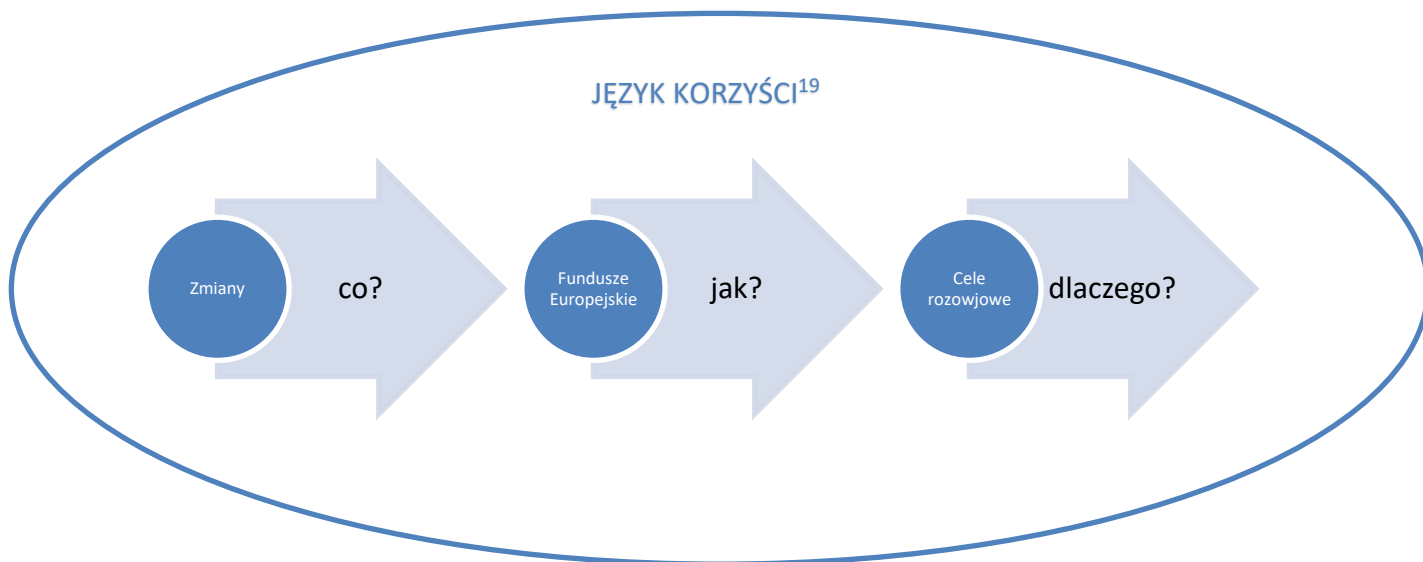 JĘZYK KORZYŚCI19
Zmiany
co?
Fundusze
Europejskie
jak?
Cele
rozowjowe
dlaczego?